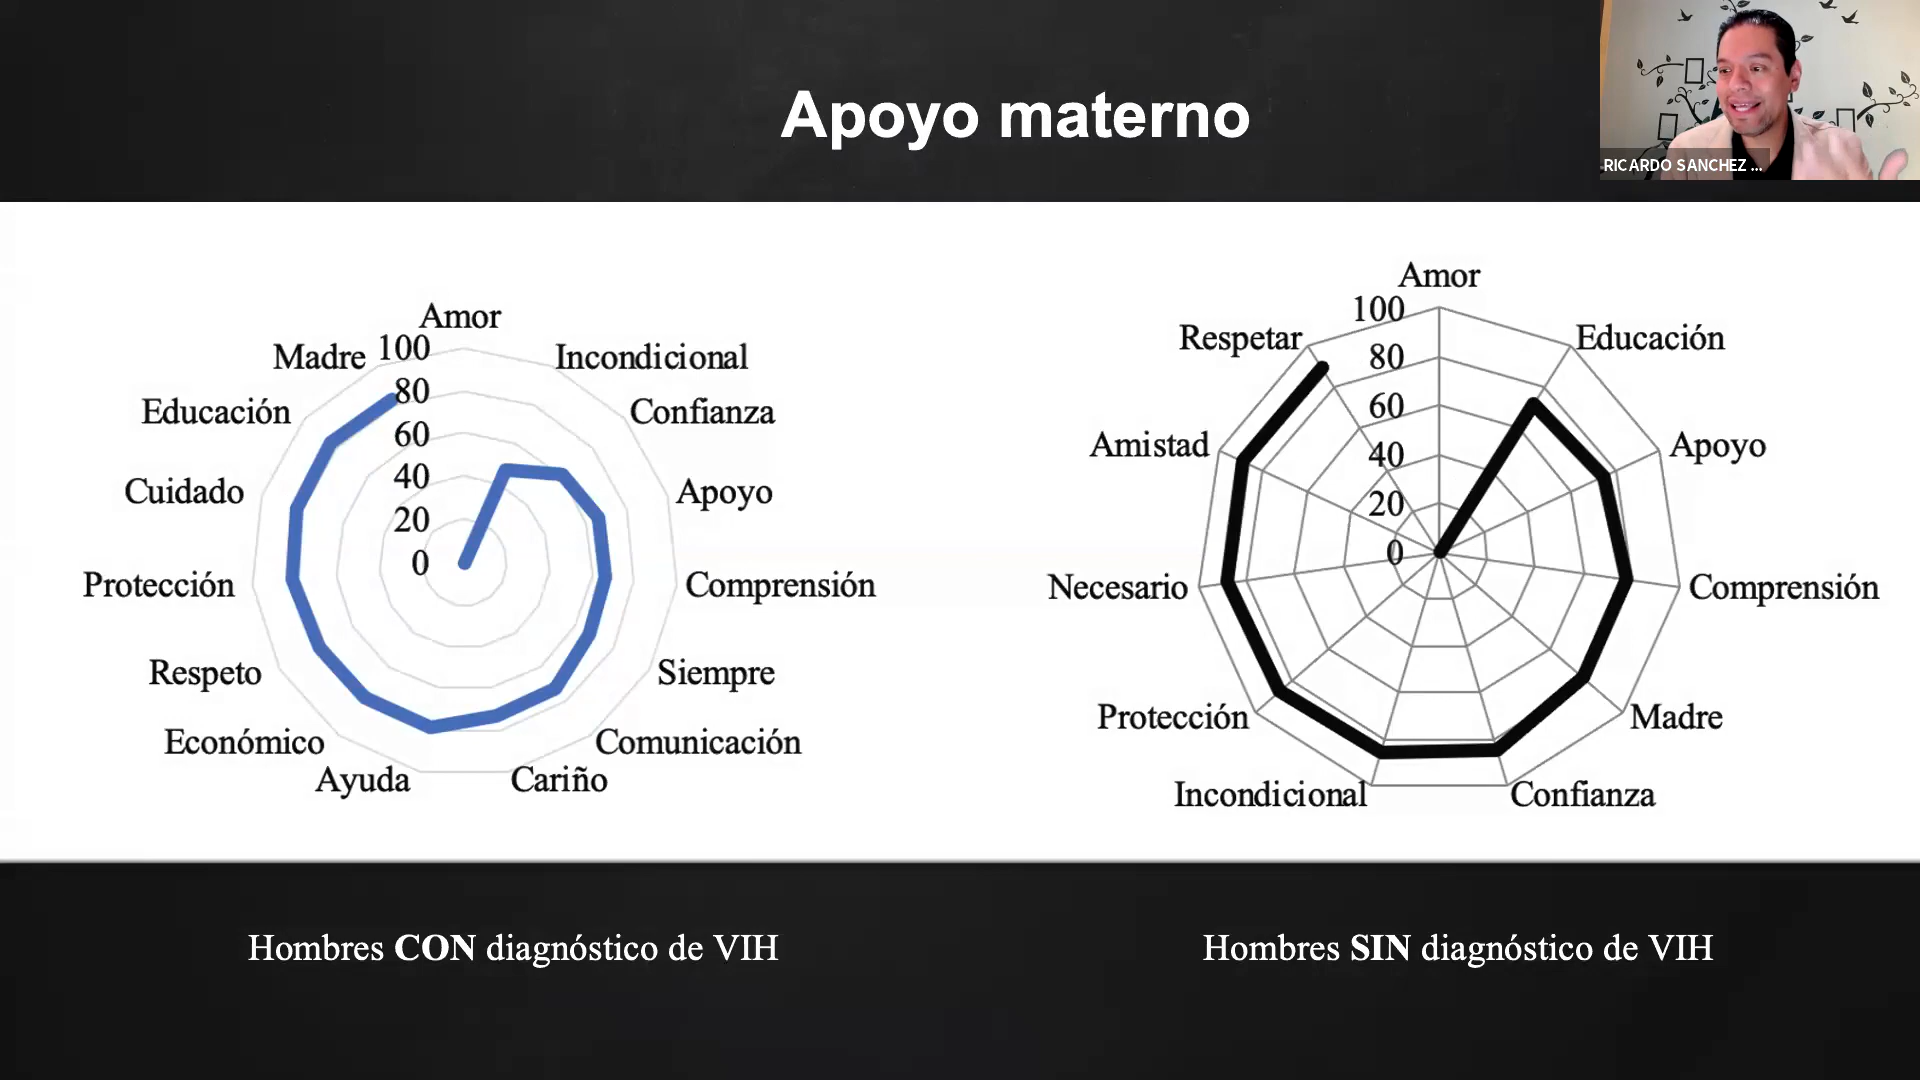 Apoyo materno
RICARDO SANCHEZ ...
Amor
100
80
60
40
20
0
Incondicional
Confianza
Apoyo
Comprensión
Siempre
Comunicación
Cariño
Ayuda
Económico
Respeto
Protección
Cuidado
Educación
Madre
Amor
100
80
60
40
20
0
Educación
Apoyo
Comprensión
Madre
Confianza
Incondicional
Protección
Necesario
Amistad
Respetar
Hombres CON diagnóstico de VIH
Hombres SIN diagnóstico de VIH